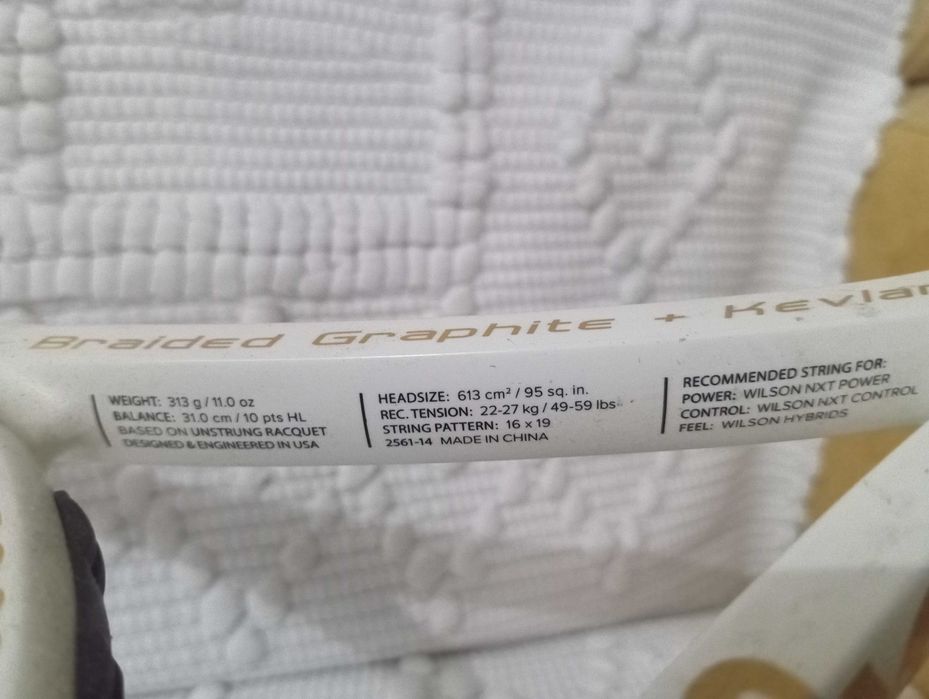 Braided Graphite + Kevlar
WEIGHT: 313 g / 11.0 oz
BALANCE: 31.0 cm / 10 pts HL
BASED ON UNSTRUNG RACQUET
DESIGNED & ENGINEERED IN USA
HEADSIZE: 613 cm² / 95 sq. in.
REC. TENSION: 22-27 kg / 49-59 lbs
STRING PATTERN: 16 x 19
2561-14 MADE IN CHINA
RECOMMENDED STRING FOR:
POWER: WILSON NXT POWER
CONTROL: WILSON NXT CONTROL
FEEL: WILSON HYBRIDS